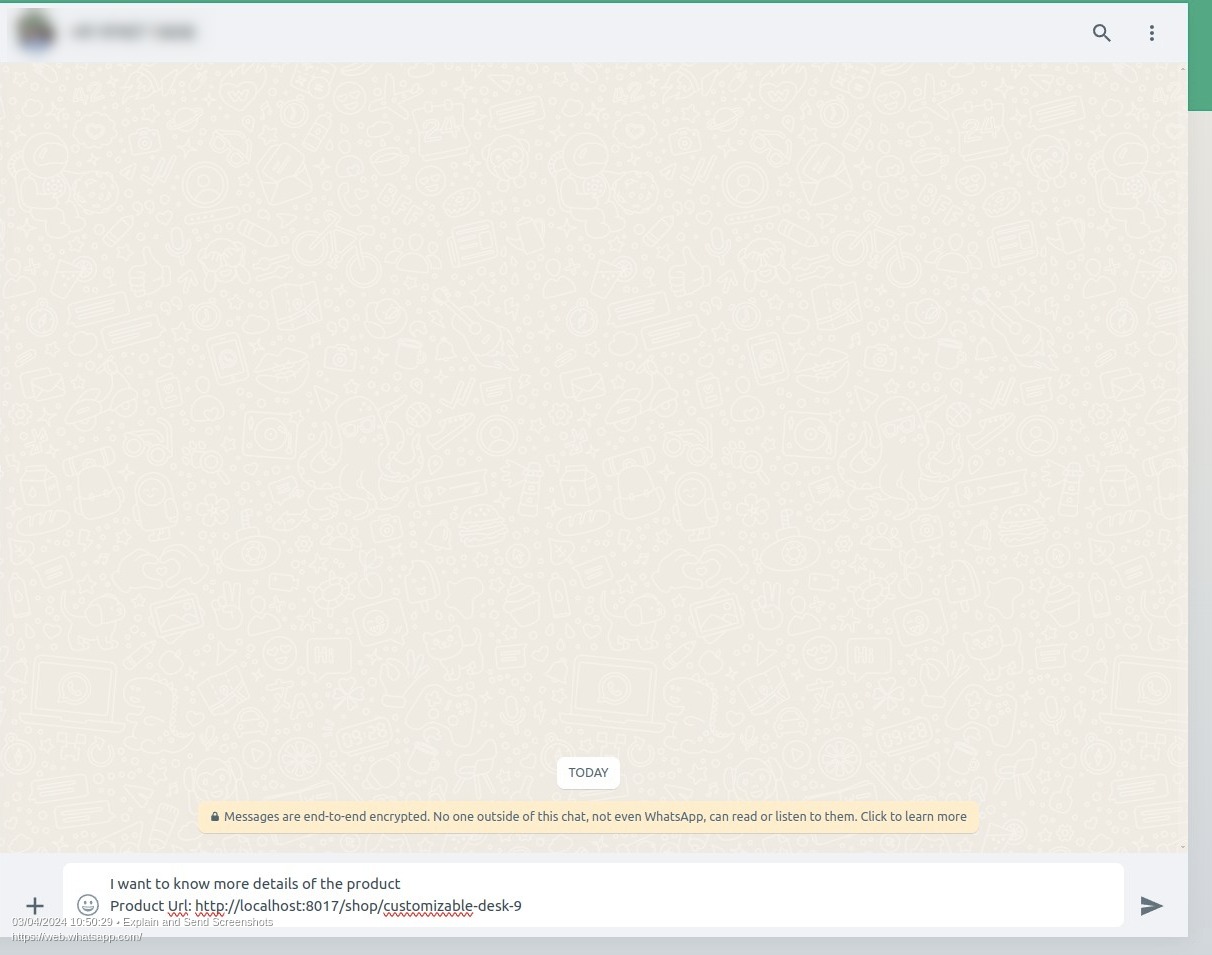 TODAY
Messages are end-to-end encrypted. No one outside of this chat, not even WhatsApp, can read or listen to them. Click to learn more
I want to know more details of the product
Product Url: http://localhost:8017/shop/customizable-desk-9
03/04/2024 10:50:29 • Explain and Send Screenshots
https://web.whatsapp.com/